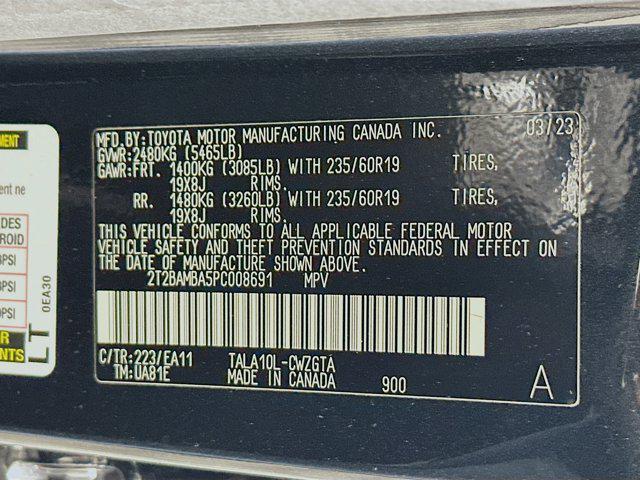 MFD.BY:TOYOTA MOTOR MANUFACTURING CANADA INC. 03/23
GVWR:2480KG (5465LB)
GAWR:FRT. 1400KG (3085LB) WITH 235/60R19 TIRES,
19X8J RIMS.
RR. 1480KG (3260LB) WITH 235/60R19 TIRES,
19X8J RIMS.
THIS VEHICLE CONFORMS TO ALL APPLICABLE FEDERAL MOTOR
VEHICLE SAFETY AND THEFT PREVENTION STANDARDS IN EFFECT ON
THE DATE OF MANUFACTURE SHOWN ABOVE.
2T2BAMBA5PC008691 MPV
C/TR:223/EA11 TALA10L-CWZGTA
TM:UA81E MADE IN CANADA 900 A
0EA30
LT
PSI
PSI